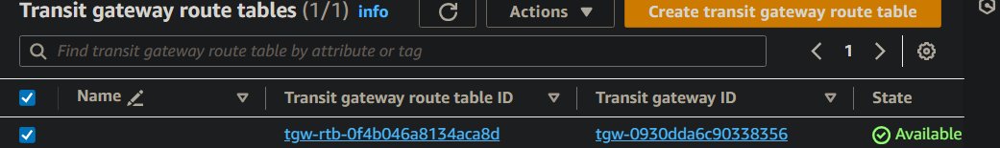 Transit gateway route tables (1/1) info Actions ▼ Create transit gateway route table
Find transit gateway route table by attribute or tag 1
Name Transit gateway route table ID Transit gateway ID State
tgw-rtb-0f4b046a8134aca8d tgw-0930dda6c90338356 Available